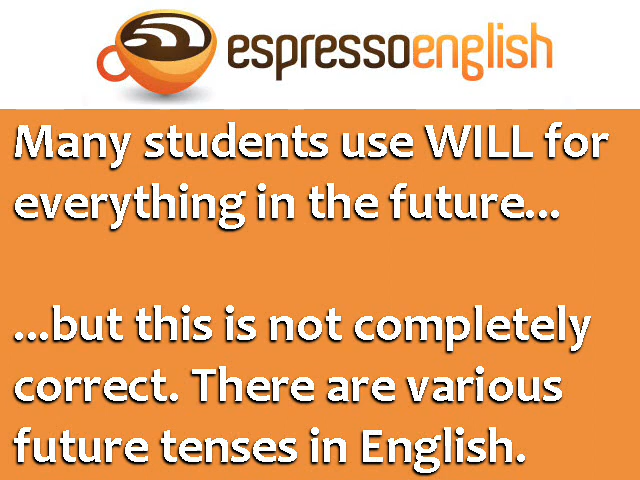 espressoenglish
Many students use WILL for
everything in the future...
...but this is not completely
correct. There are various
future tenses in English.